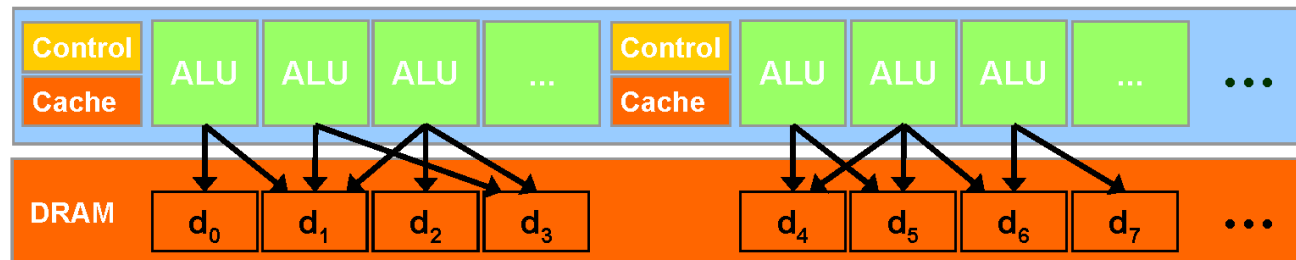 Control ALU ALU ALU ... Control ALU ALU ALU ... ...
Cache Cache
DRAM d₀ d₁ d₂ d₃ d₄ d₅ d₆ d₇ ...